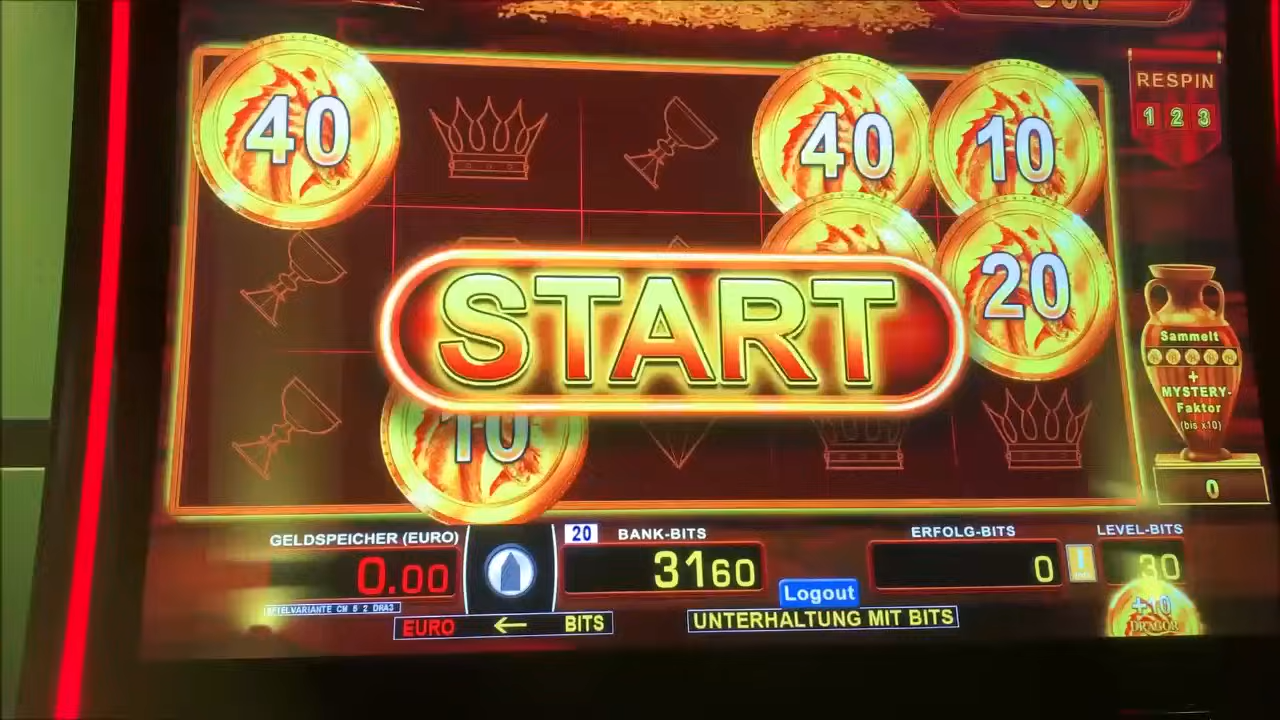 40
40
10
RESPIN
1 2 3
20
START
10
Sammelt
+
MYSTERY-
Faktor
(bis x10)
0
GELDSPEICHER (EURO)
20
BANK-BITS
ERFOLG-BITS
LEVEL-BITS
0.00
3160
0
30
Logout
EURO ← BITS
UNTERHALTUNG MIT BITS
+10
DRAGOR